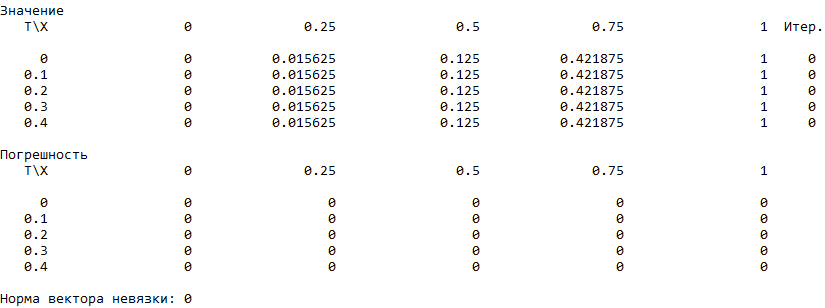 Значение
T\X 0 0.25 0.5 0.75 1 Итер.
0 0 0.015625 0.125 0.421875 1 0
0.1 0 0.015625 0.125 0.421875 1 0
0.2 0 0.015625 0.125 0.421875 1 0
0.3 0 0.015625 0.125 0.421875 1 0
0.4 0 0.015625 0.125 0.421875 1 0
Погрешность
T\X 0 0.25 0.5 0.75 1
0 0 0 0 0 0
0.1 0 0 0 0 0
0.2 0 0 0 0 0
0.3 0 0 0 0 0
0.4 0 0 0 0 0
Норма вектора невязки: 0